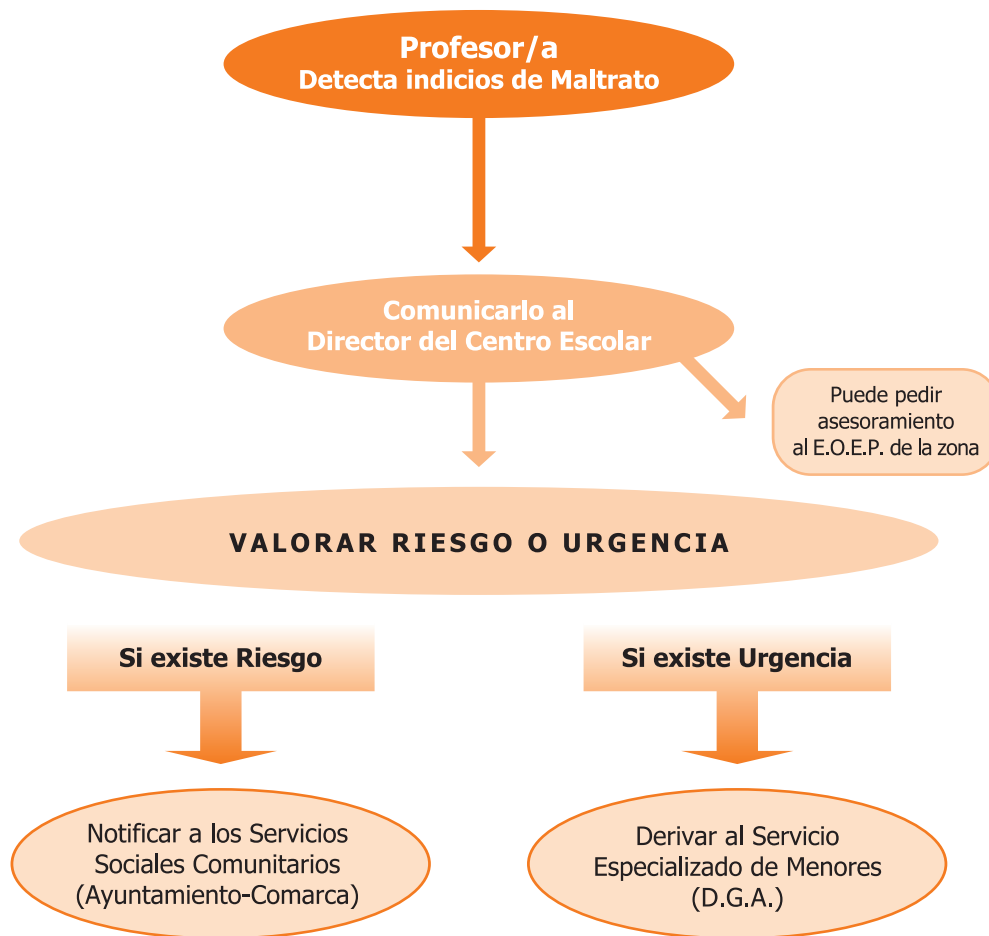 Profesor/a
Detecta indicios de Maltrato
Comunicarlo al
Director del Centro Escolar
Puede pedir
asesoramiento
al E.O.E.P. de la zona
VALORAR RIESGO O URGENCIA
Si existe Riesgo
Si existe Urgencia
Notificar a los Servicios
Sociales Comunitarios
(Ayuntamiento-Comarca)
Derivar al Servicio
Especializado de Menores
(D.G.A.)